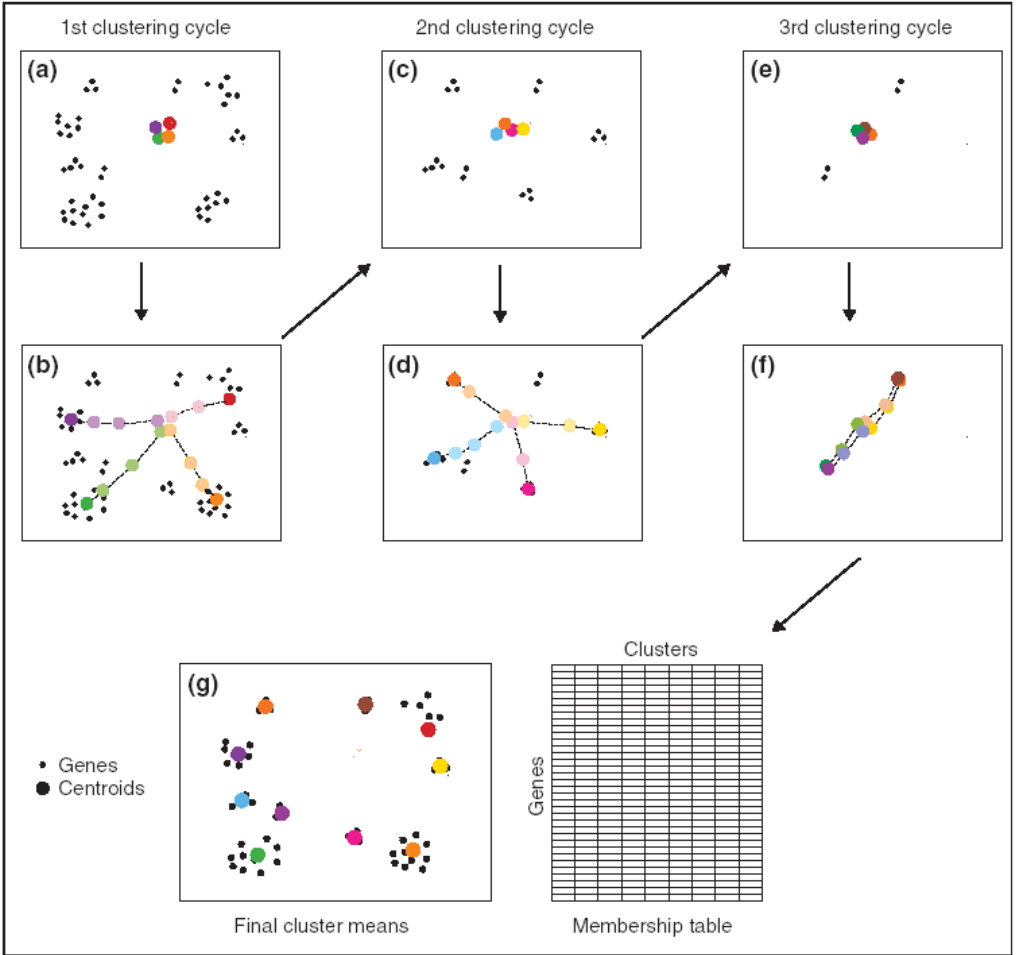 1st clustering cycle
2nd clustering cycle
3rd clustering cycle
(a)
(c)
(e)
(b)
(d)
(f)
(g)
Genes
Centroids
Final cluster means
Clusters
Genes
Membership table